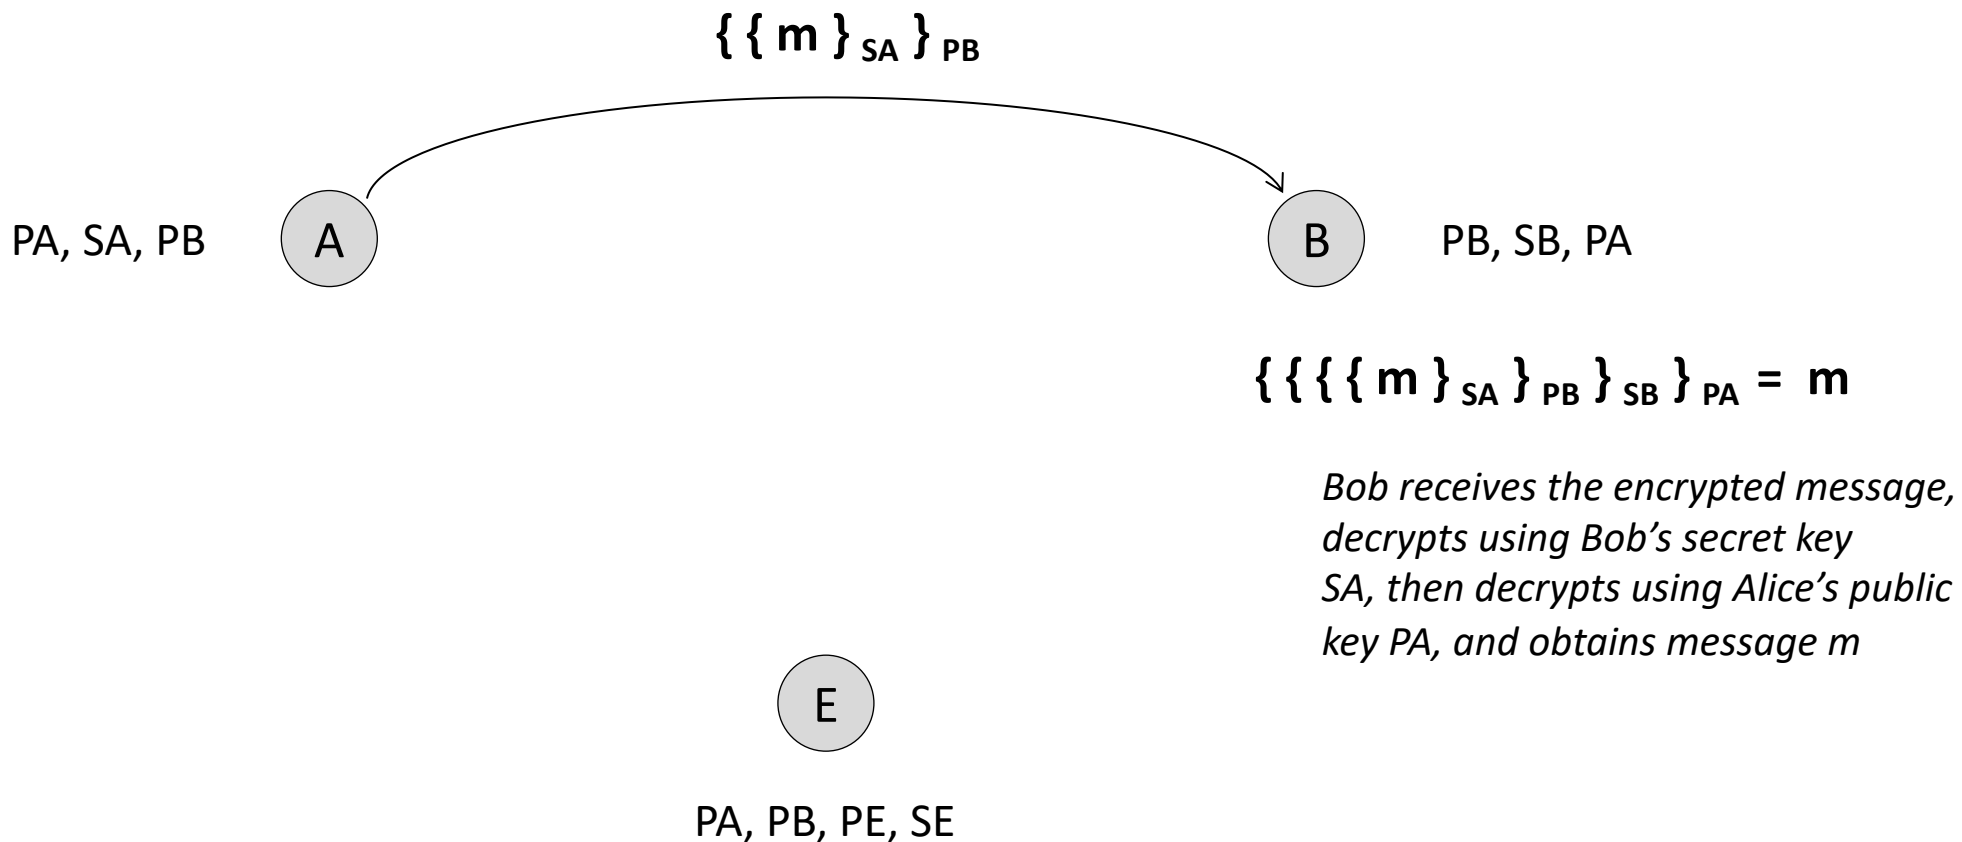 { { m } SA } PB
PA, SA, PB
A
B
PB, SB, PA
{ { { { m } SA } PB } SB } PA = m
Bob receives the encrypted message,
decrypts using Bob’s secret key
SA, then decrypts using Alice’s public
key PA, and obtains message m
E
PA, PB, PE, SE